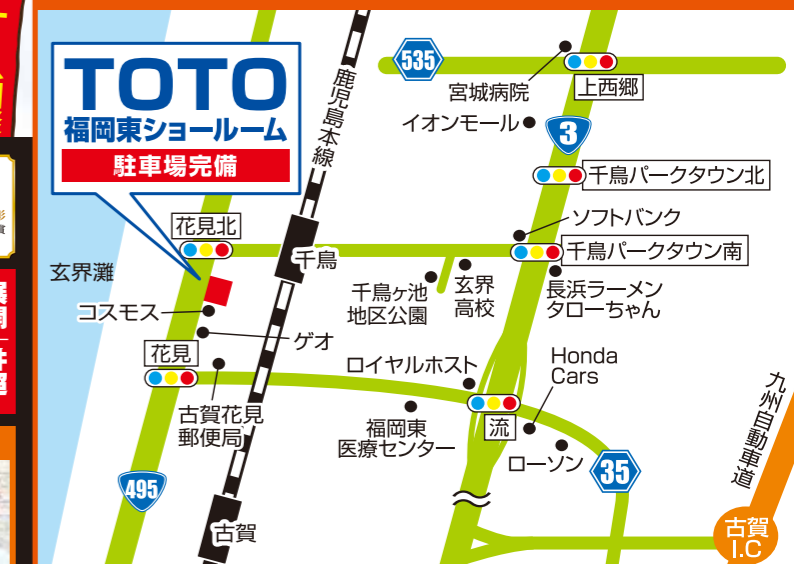 TOTO
福岡東ショールーム
駐車場完備
鹿児島本線
535
宮城病院
上西郷
イオンモール
3
千鳥パークタウン北
花見北
ソフトバンク
千鳥パークタウン南
千鳥
玄界灘
千鳥ヶ池
地区公園
玄界
高校
長浜ラーメン
タローちゃん
コスモス
ゲオ
花見
ロイヤルホスト
Honda
Cars
古賀花見
郵便局
福岡東
医療センター
流
ローソン
35
九州自動車道
495
古賀
古賀
I.C